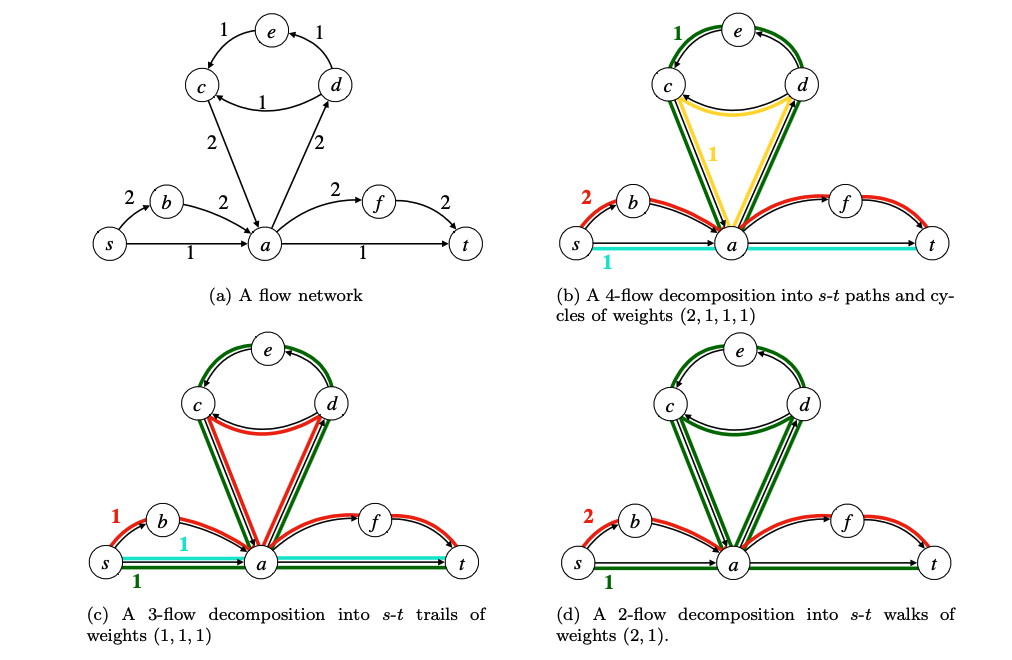 1 e 1
c d
1
2 2
2 b 2 2 f 2
s a t
1 1
(a) A flow network
1 e
c d
1
2 b f
s a t
1
(b) A 4-flow decomposition into s-t paths and cy-
cles of weights (2, 1, 1, 1)
e
c d
1 b f
1
s a t
1
(c) A 3-flow decomposition into s-t trails of
weights (1, 1, 1)
e
c d
2 b f
s a t
1
(d) A 2-flow decomposition into s-t walks of
weights (2, 1).